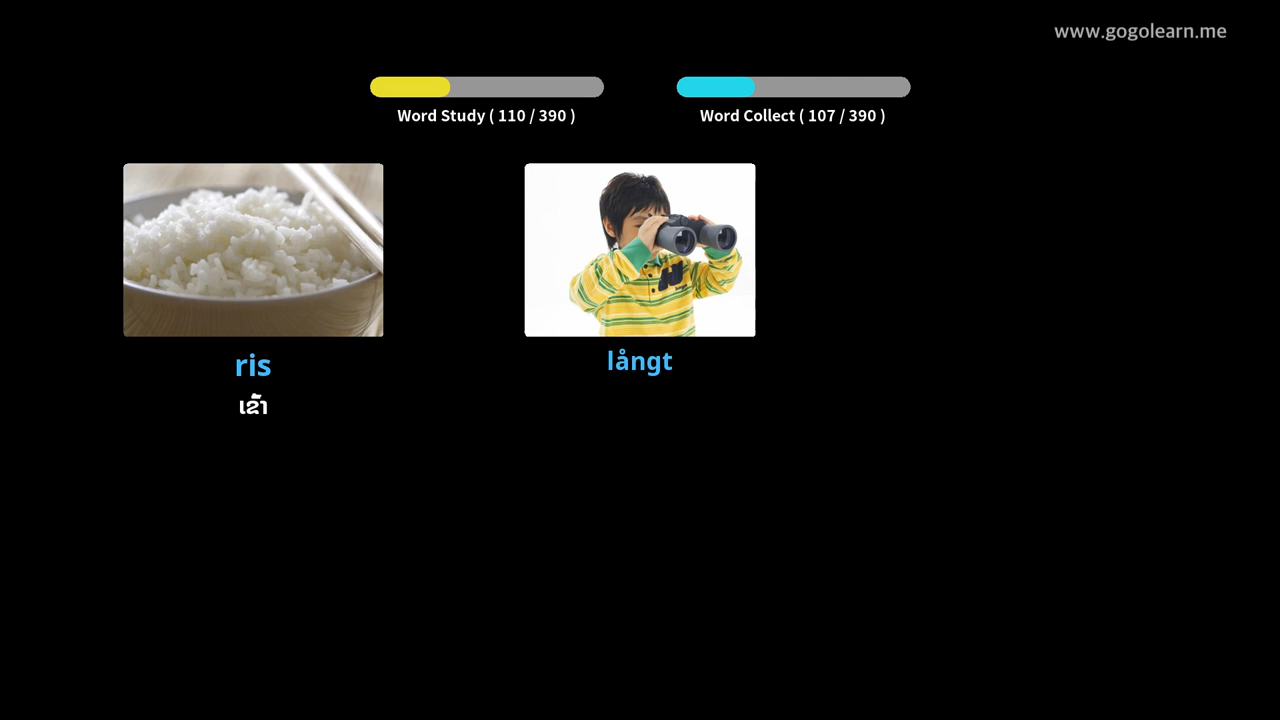 www.gogolearn.me
Word Study ( 110 / 390 )
Word Collect ( 107 / 390 )
ris
ເຂົ້າ
långt